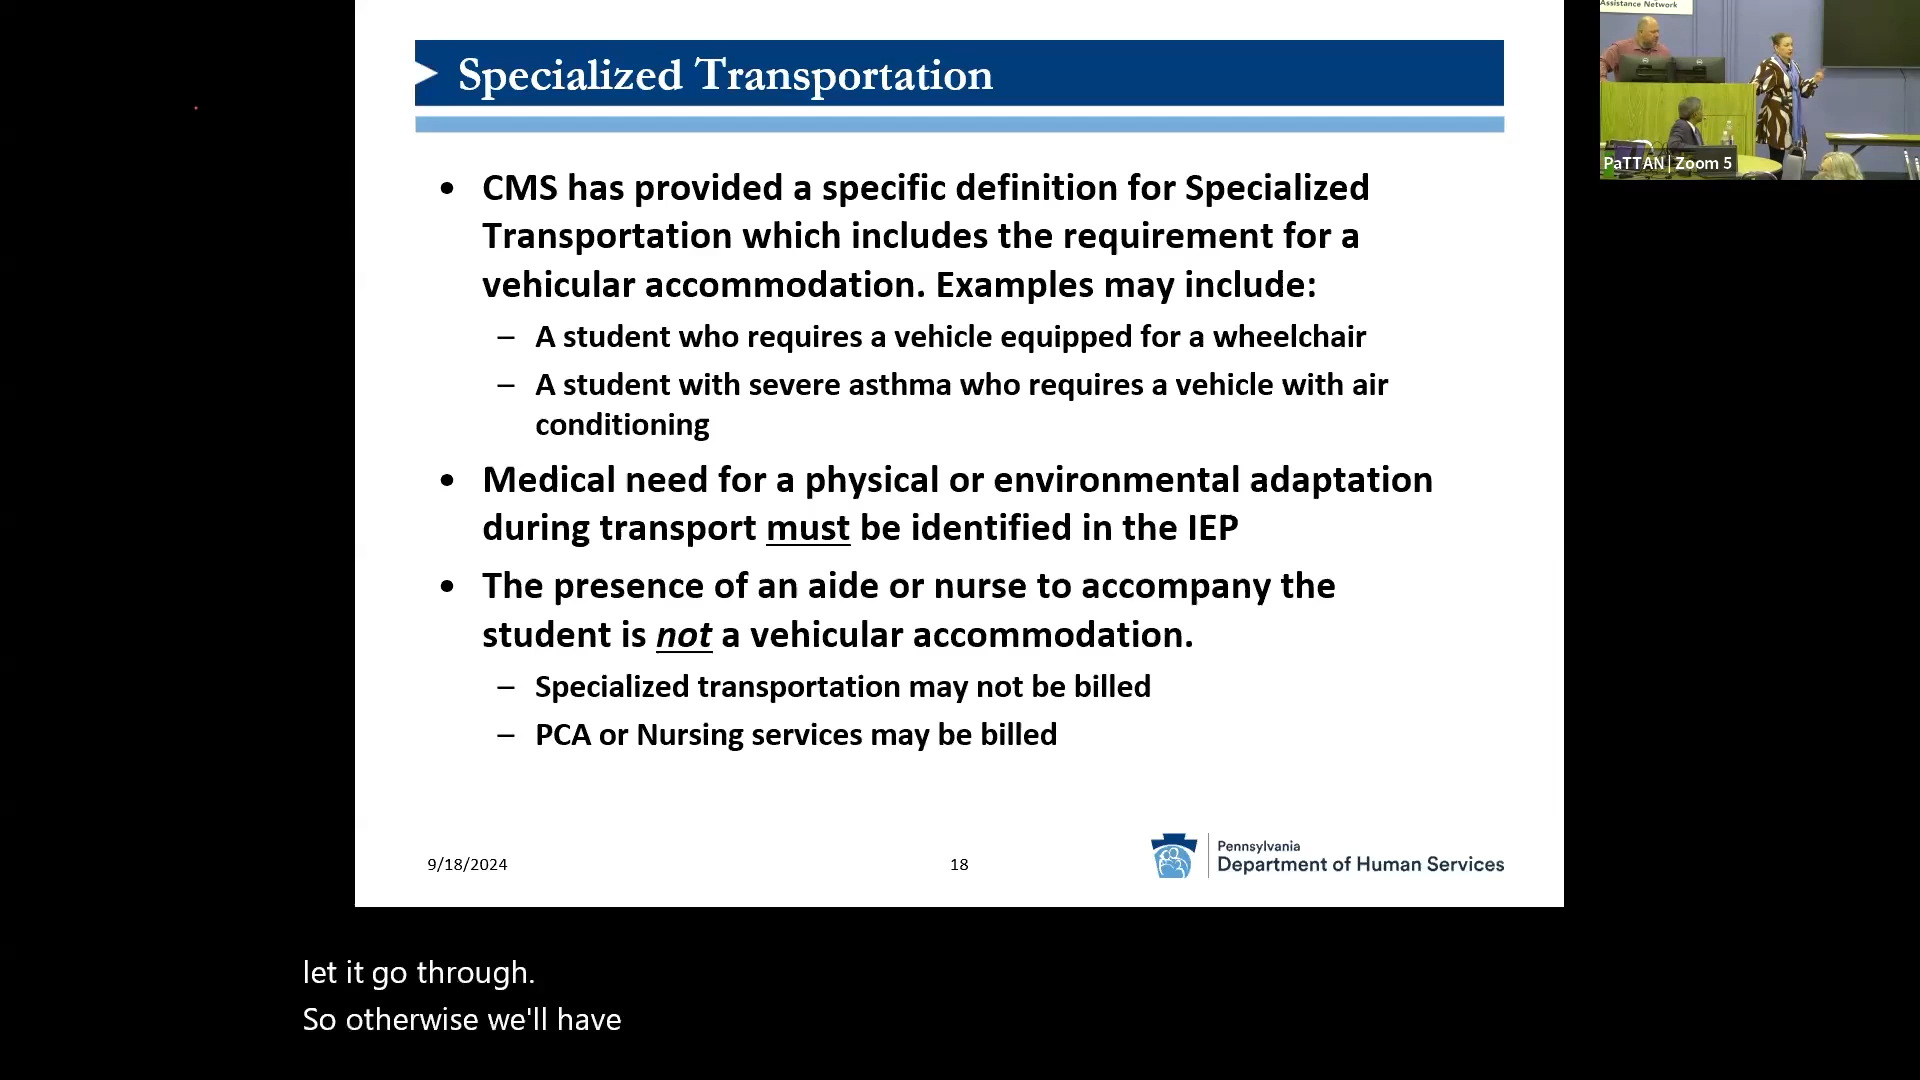 Assistance Network
PaTTAN | Zoom 5
Specialized Transportation
• CMS has provided a specific definition for Specialized
Transportation which includes the requirement for a
vehicular accommodation. Examples may include:
– A student who requires a vehicle equipped for a wheelchair
– A student with severe asthma who requires a vehicle with air
conditioning
• Medical need for a physical or environmental adaptation
during transport must be identified in the IEP
• The presence of an aide or nurse to accompany the
student is not a vehicular accommodation.
– Specialized transportation may not be billed
– PCA or Nursing services may be billed
9/18/2024
18
Pennsylvania
Department of Human Services
let it go through.
So otherwise we'll have